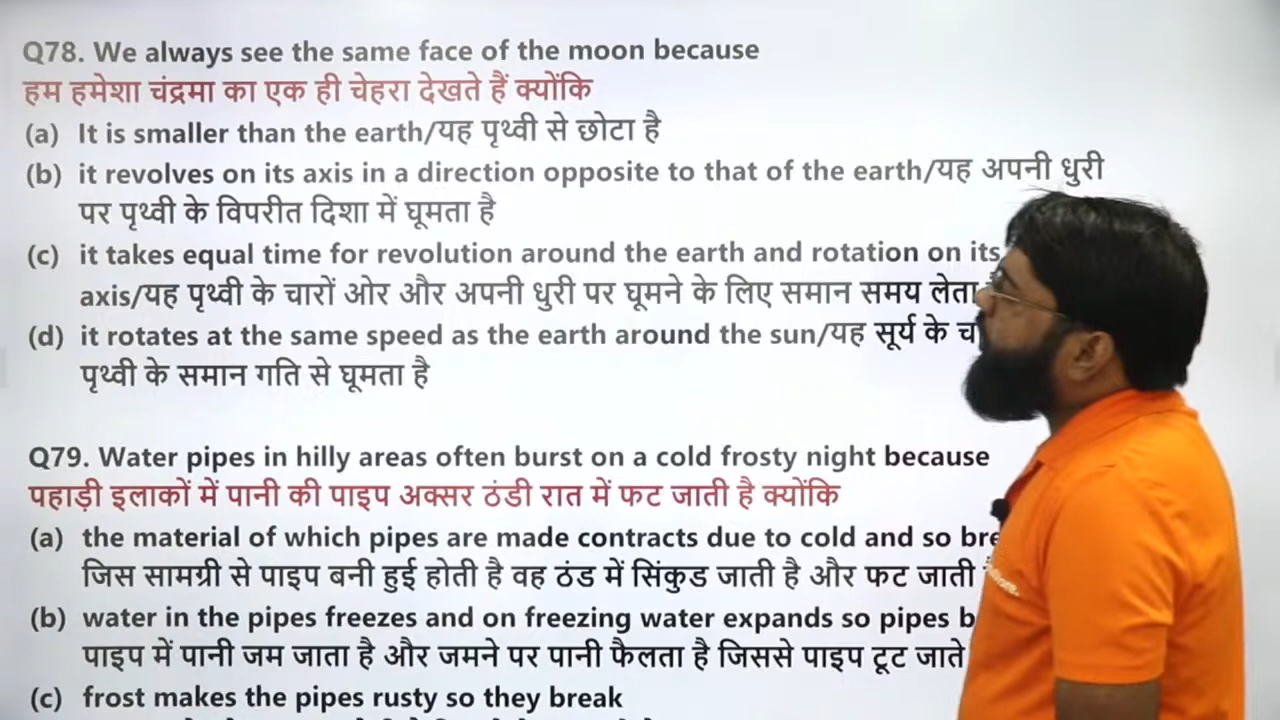 Q78. We always see the same face of the moon because
हम हमेशा चंद्रमा का एक ही चेहरा देखते हैं क्योंकि
(a) It is smaller than the earth/यह पृथ्वी से छोटा है
(b) it revolves on its axis in a direction opposite to that of the earth/यह अपनी धुरी
पर पृथ्वी के विपरीत दिशा में घूमता है
(c) it takes equal time for revolution around the earth and rotation on its
axis/यह पृथ्वी के चारों ओर और अपनी धुरी पर घूमने के लिए समान समय लेता
(d) it rotates at the same speed as the earth around the sun/यह सूर्य के
पृथ्वी के समान गति से घूमता है
Q79. Water pipes in hilly areas often burst on a cold frosty night because
पहाड़ी इलाकों में पानी की पाइप अक्सर ठंडी रात में फट जाती है क्योंकि
(a) the material of which pipes are made contracts due to cold and so
जिस सामग्री से पाइप बनी हुई होती है वह ठंड में सिंकुड जाती है और फट जाती
(b) water in the pipes freezes and on freezing water expands so pipes
पाइप में पानी जम जाता है और जमने पर पानी फैलता है जिससे पाइप टूट जाते
(c) frost makes the pipes rusty so they break